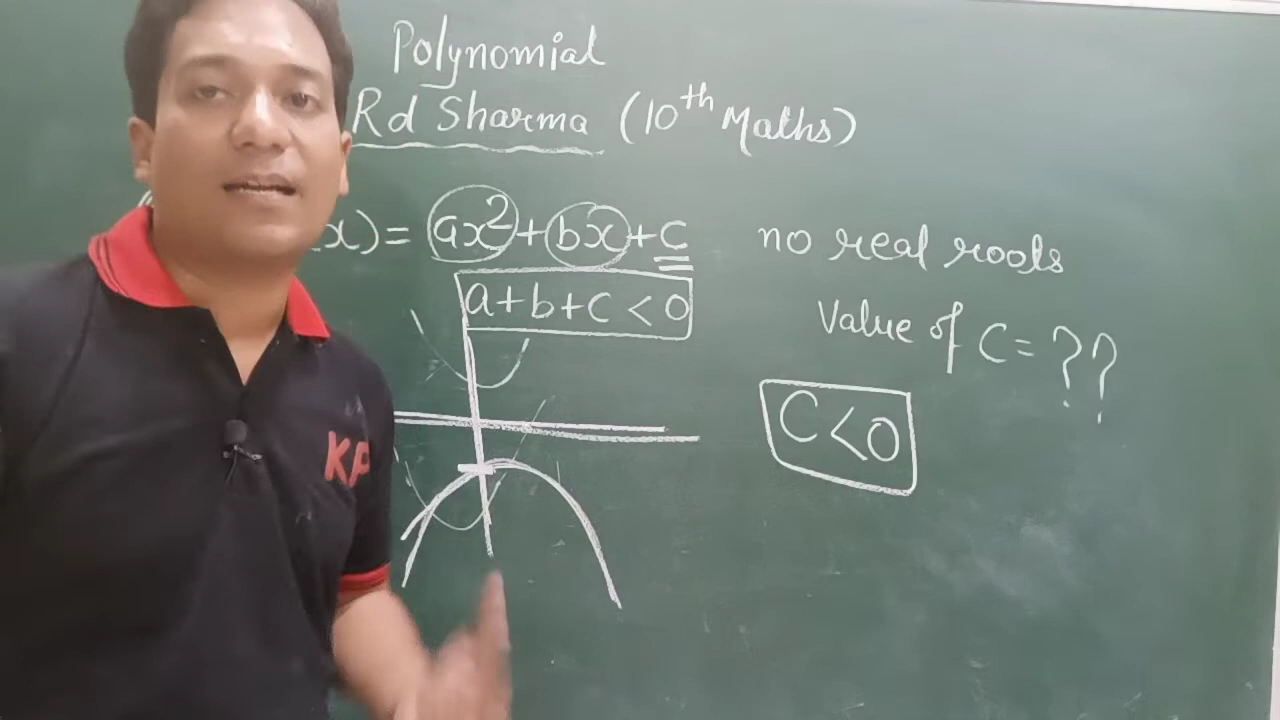 Polynomial
Rd Sharma (10th Maths)
x) = ax² + bx + c no real roots
a+b+c < 0
Value of C = ??
C < 0